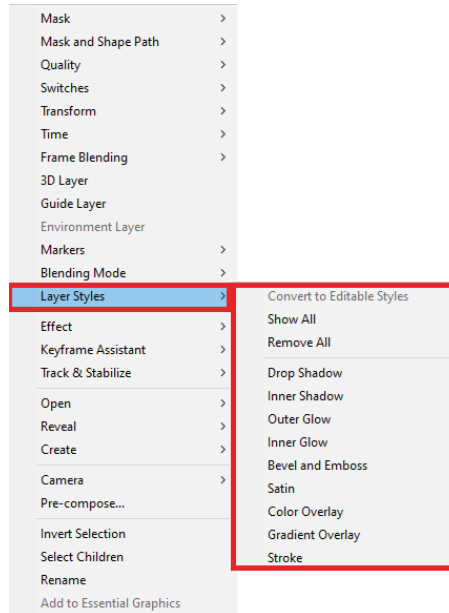 Mask
Mask and Shape Path
Quality
Switches
Transform
Time
Frame Blending
3D Layer
Guide Layer
Environment Layer
Markers
Blending Mode
Layer Styles
Effect
Keyframe Assistant
Track & Stabilize
Open
Reveal
Create
Camera
Pre-compose...
Invert Selection
Select Children
Rename
Add to Essential Graphics
Convert to Editable Styles
Show All
Remove All
Drop Shadow
Inner Shadow
Outer Glow
Inner Glow
Bevel and Emboss
Satin
Color Overlay
Gradient Overlay
Stroke